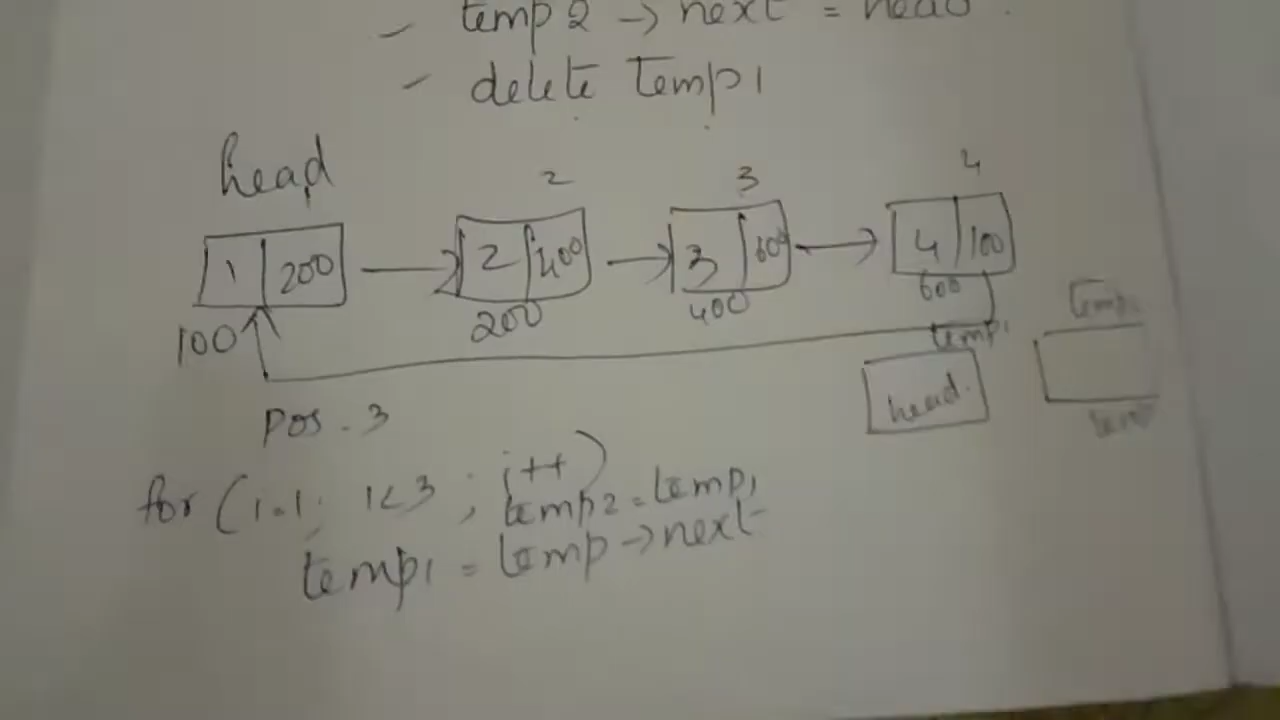 - temp2 → next = head.
- delete Temp1
head
2
3
4
1 200
2 400
3 600
4 100
100
200
400
600
temp1
Temp1
head.
Pos. 3
for (i=1; i<3; i++)
temp2 = temp1
temp1 = temp→next